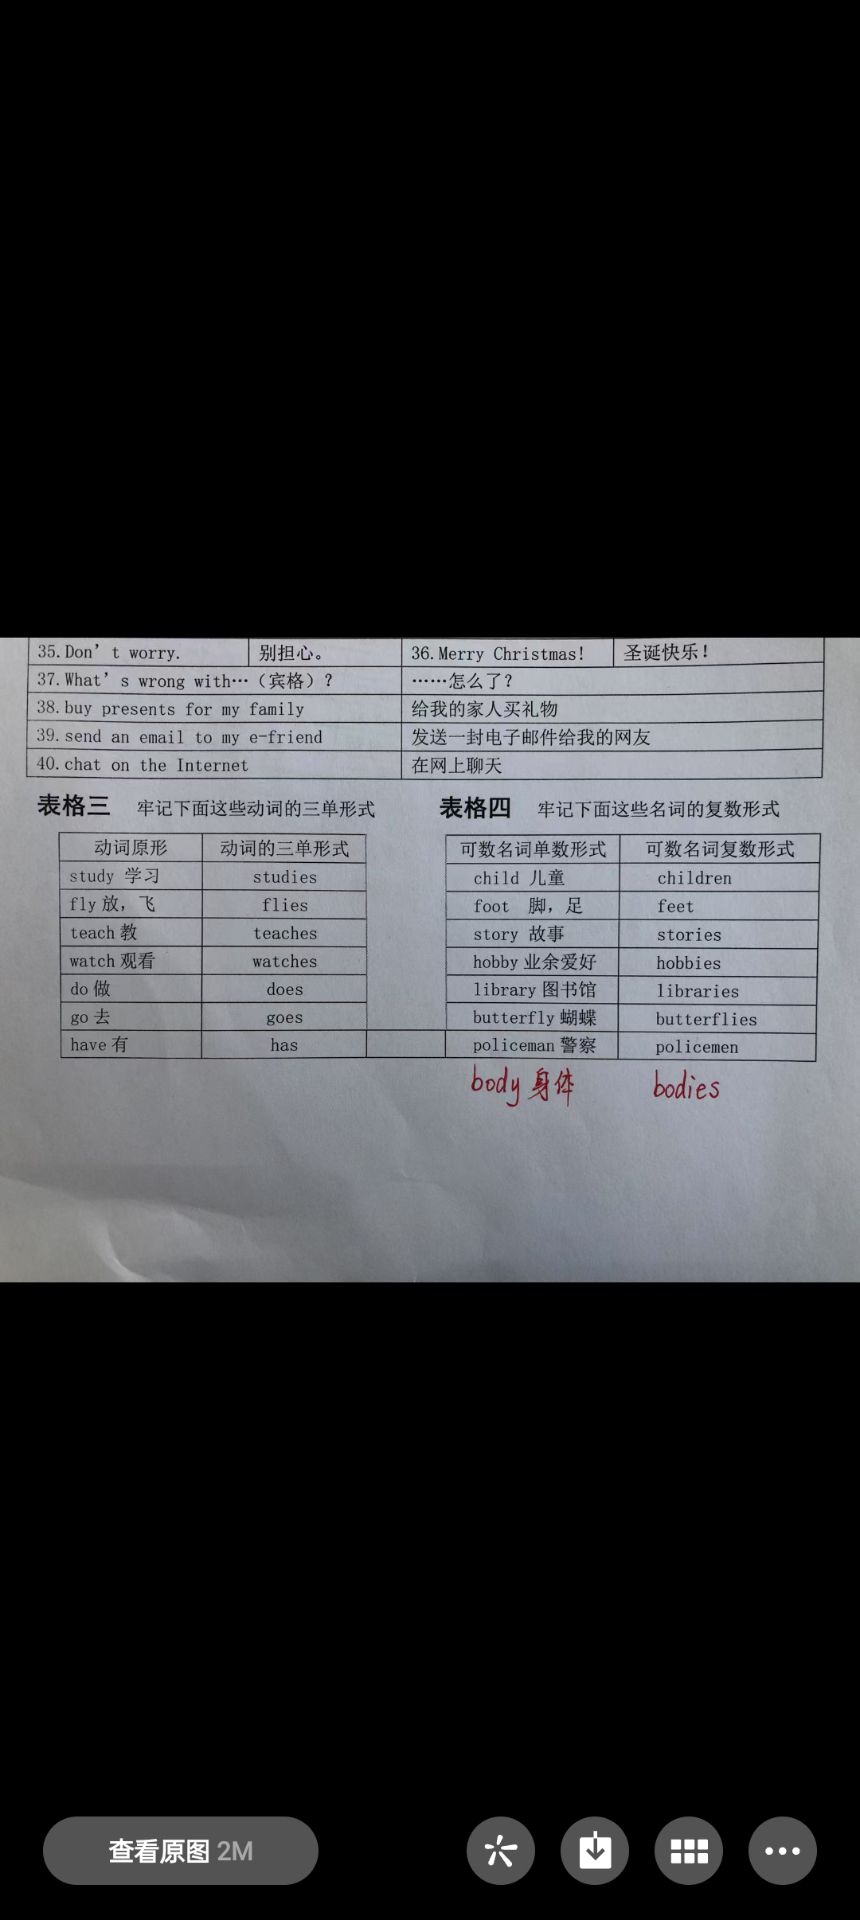 35.Don't worry. 别担心。 36.Merry Christmas! 圣诞快乐!
37.What's wrong with…（宾格）? ……怎么了?
38.buy presents for my family 给我的家人买礼物
39.send an email to my e-friend 发送一封电子邮件给我的网友
40.chat on the Internet 在网上聊天
表格三 牢记下面这些动词的三单形式 表格四 牢记下面这些名词的复数形式
动词原形 动词的三单形式 可数名词单数形式 可数名词复数形式
study 学习 studies child 儿童 children
fly 放，飞 flies foot 脚，足 feet
teach 教 teaches story 故事 stories
watch 观看 watches hobby 业余爱好 hobbies
do 做 does library 图书馆 libraries
go 去 goes butterfly 蝴蝶 butterflies
have 有 has policeman 警察 policemen
body 身体 bodies
查看原图 2M